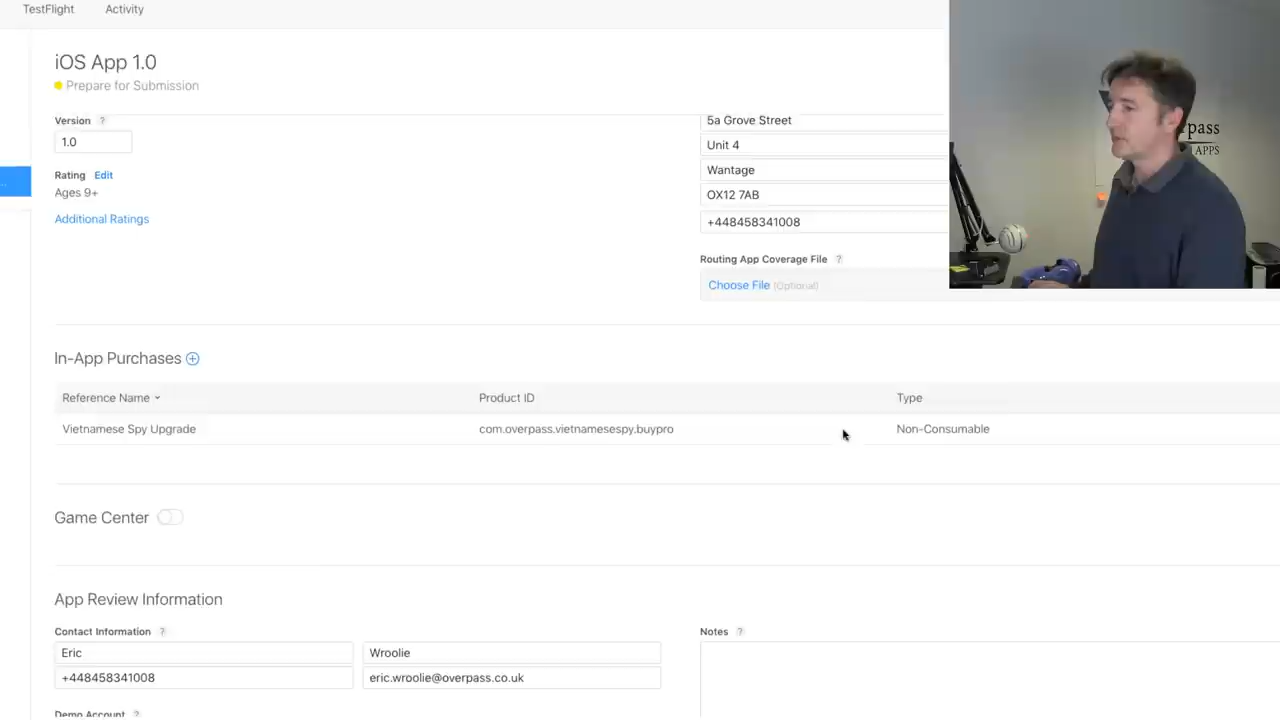 TestFlight Activity
iOS App 1.0
Prepare for Submission
Version ?
1.0
Rating Edit
Ages 9+
Additional Ratings
5a Grove Street
Unit 4
Wantage
OX12 7AB
+448458341008
Routing App Coverage File ?
Choose File (Optional)
pass
APPS
In-App Purchases
Reference Name Product ID Type
Vietnamese Spy Upgrade com.overpass.vietnamesespy.buypro Non-Consumable
Game Center
App Review Information
Contact Information ?
Eric Wroolie
+448458341008 eric.wroolie@overpass.co.uk
Demo Account ?
Notes ?